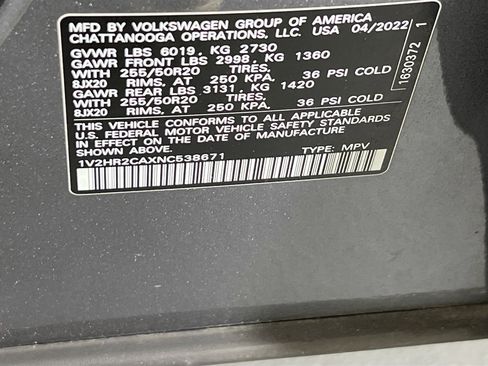 MFD BY VOLKSWAGEN GROUP OF AMERICA
CHATTANOOGA OPERATIONS, LLC. USA 04/2022
GVWR LBS 6019, KG 2730
GAWR FRONT LBS 2998, KG 1360
WITH 255/50R20 TIRES,
8JX20 RIMS, AT 250 KPA. 36 PSI COLD
GAWR REAR LBS 3131, KG 1420
WITH 255/50R20 TIRES,
8JX20 RIMS, AT 250 KPA. 36 PSI COLD
THIS VEHICLE CONFORMS TO ALL APPLICABLE
U.S. FEDERAL MOTOR VEHICLE SAFETY STANDARDS
IN EFFECT ON THE DATE OF MANUFACTURE
SHOWN ABOVE.
1V2HR2CAXNC538671 TYPE: MPV
1630372 1